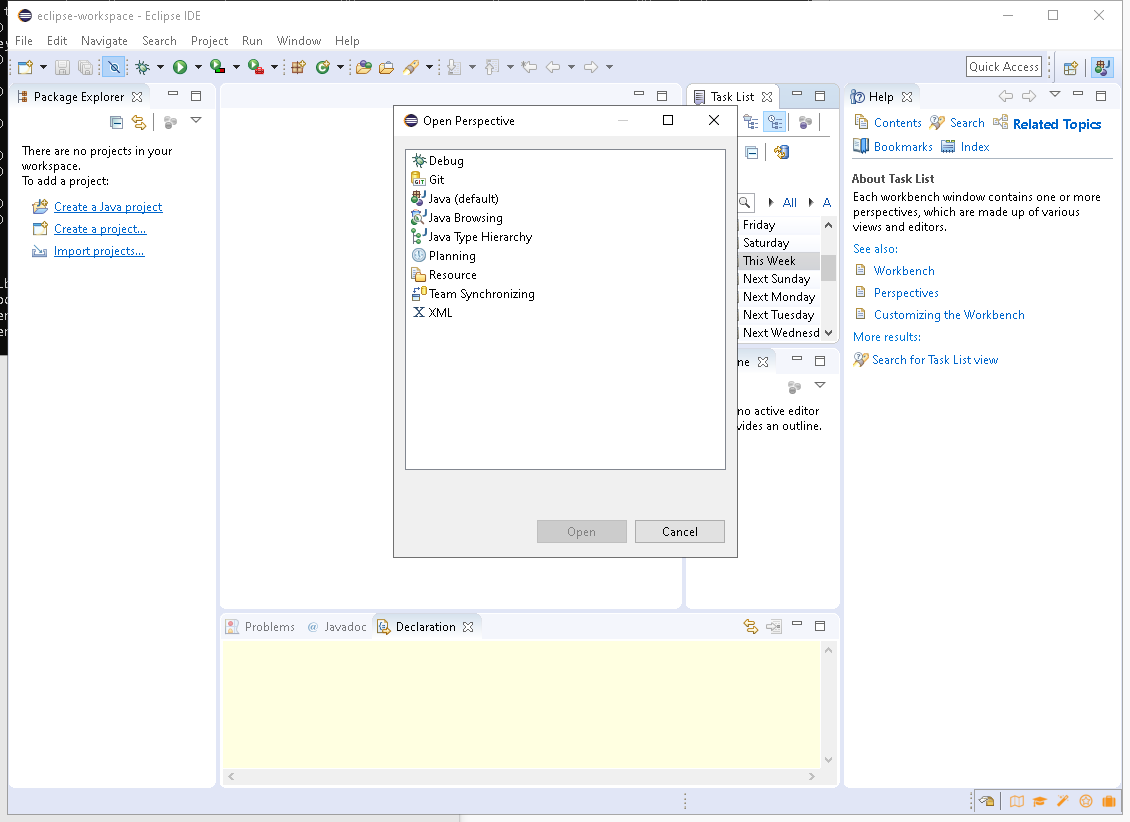 eclipse-workspace - Eclipse IDE
File Edit Navigate Search Project Run Window Help
Quick Access
Package Explorer
There are no projects in your
workspace.
To add a project:
Create a Java project
Create a project...
Import projects...
Open Perspective
Debug
Git
Java (default)
Java Browsing
Java Type Hierarchy
Planning
Resource
Team Synchronizing
XML
Open Cancel
Task List
All A
Friday
Saturday
This Week
Next Sunday
Next Monday
Next Tuesday
Next Wednesd
ne
no active editor
vides an outline.
Help
Contents Search Related Topics
Bookmarks Index
About Task List
Each workbench window contains one or more
perspectives, which are made up of various
views and editors.
See also:
Workbench
Perspectives
Customizing the Workbench
More results:
Search for Task List view
Problems @ Javadoc Declaration